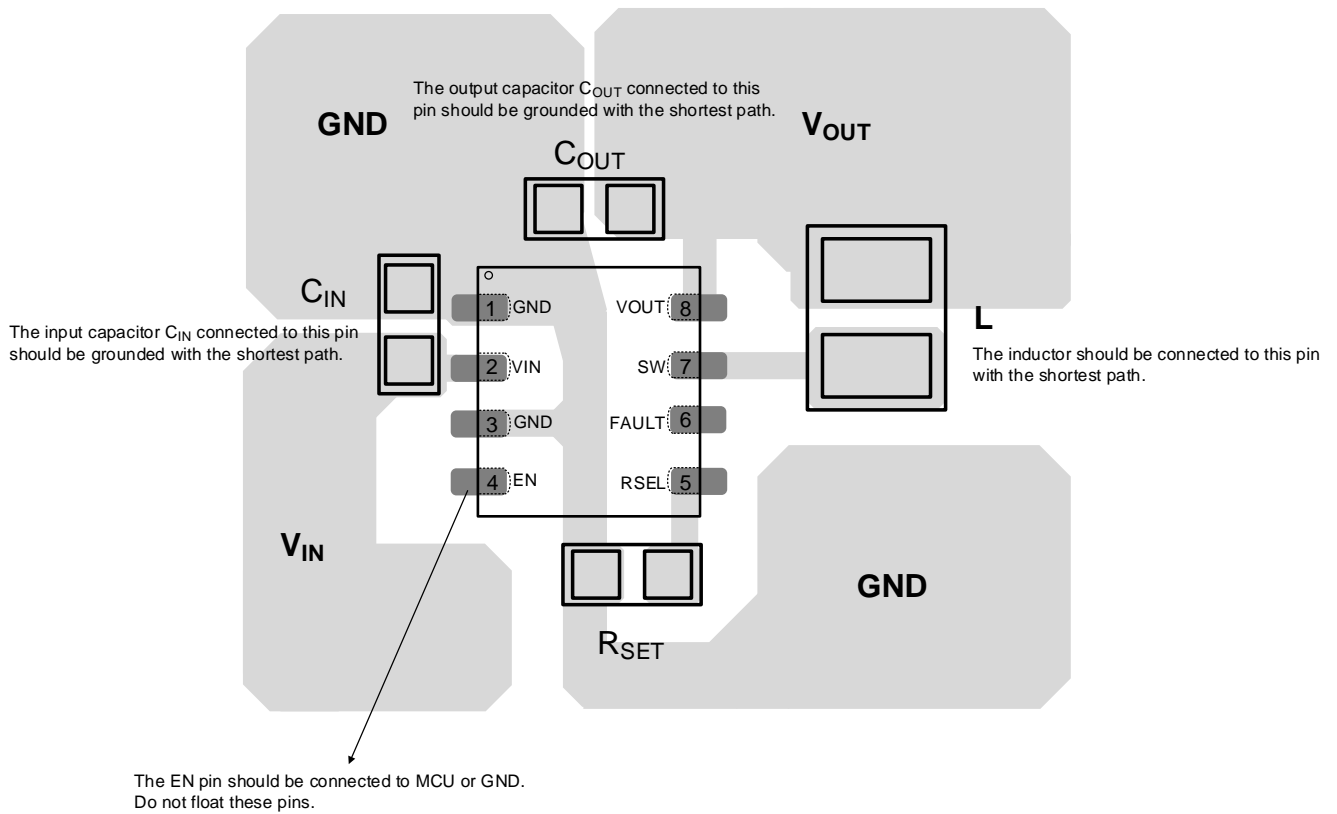 The output capacitor COUT connected to this
pin should be grounded with the shortest path.
GND
VOUT
COUT
CIN
The input capacitor CIN connected to this pin
should be grounded with the shortest path.
1 GND
VOUT 8
2 VIN
SW 7
3 GND
FAULT 6
4 EN
RSEL 5
L
The inductor should be connected to this pin
with the shortest path.
VIN
GND
RSET
The EN pin should be connected to MCU or GND.
Do not float these pins.